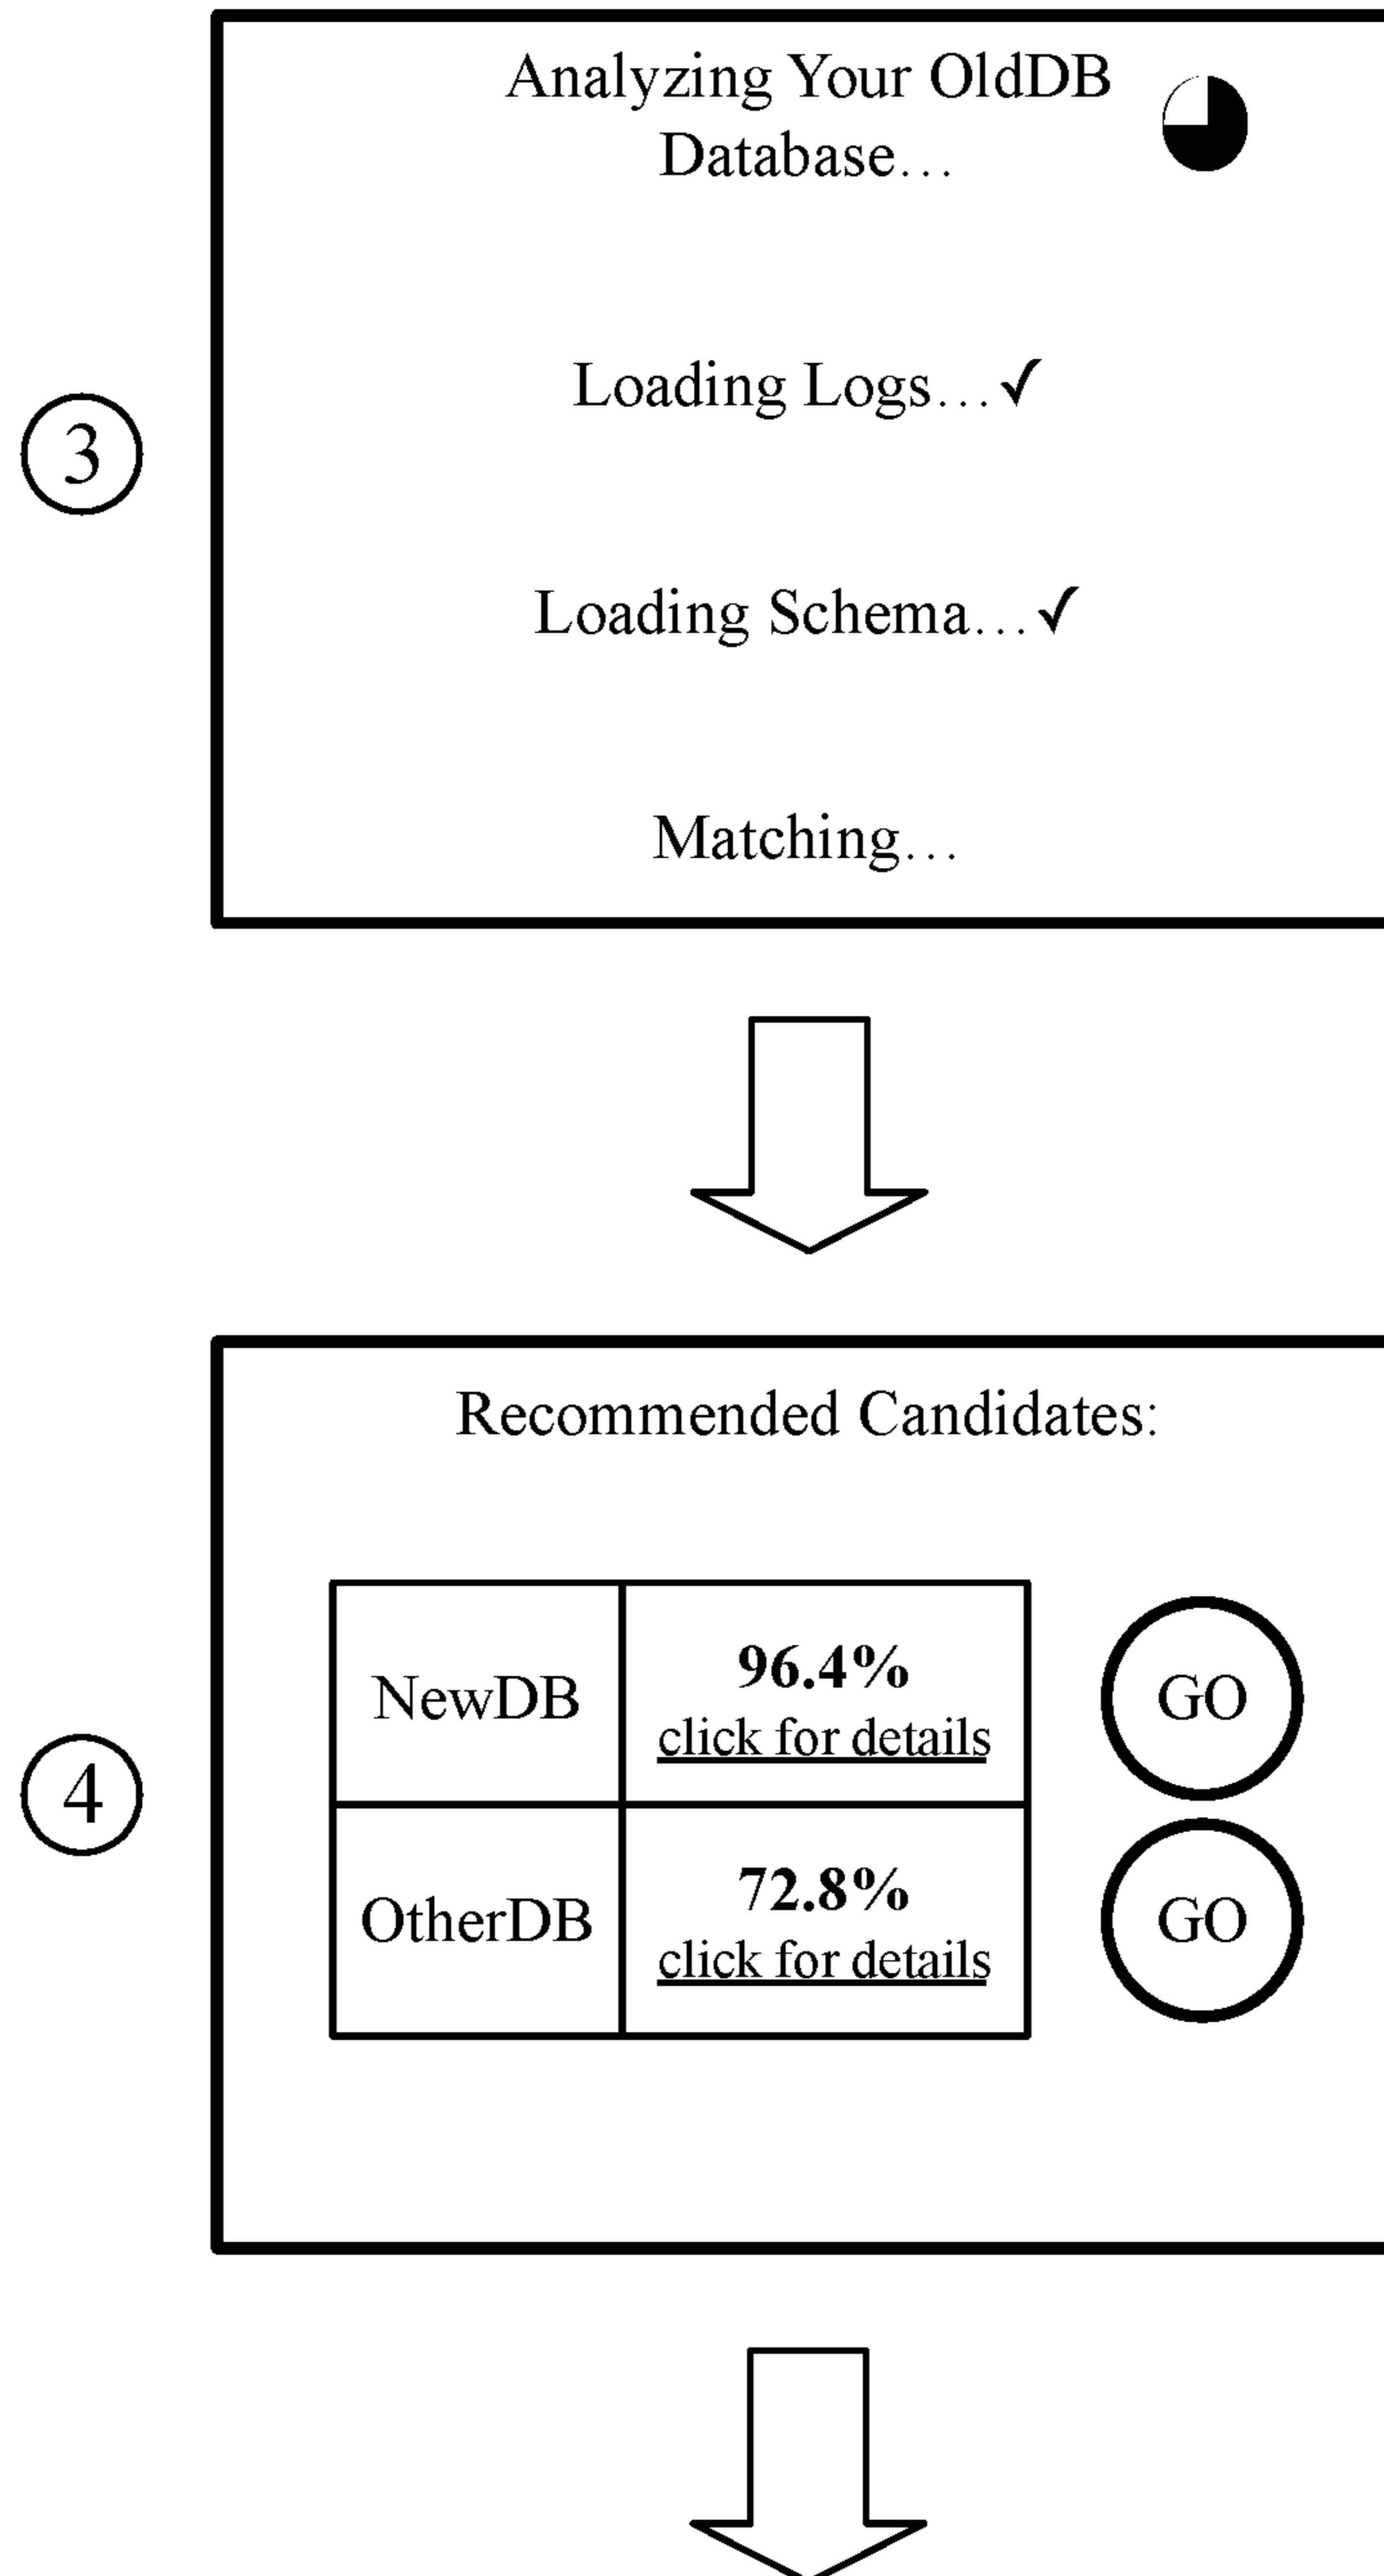 Analyzing Your OldDB
Database…
3
Loading Logs…✓
Loading Schema…✓
Matching…
Recommended Candidates:
NewDB
96.4%
click for details
GO
4
OtherDB
72.8%
click for details
GO